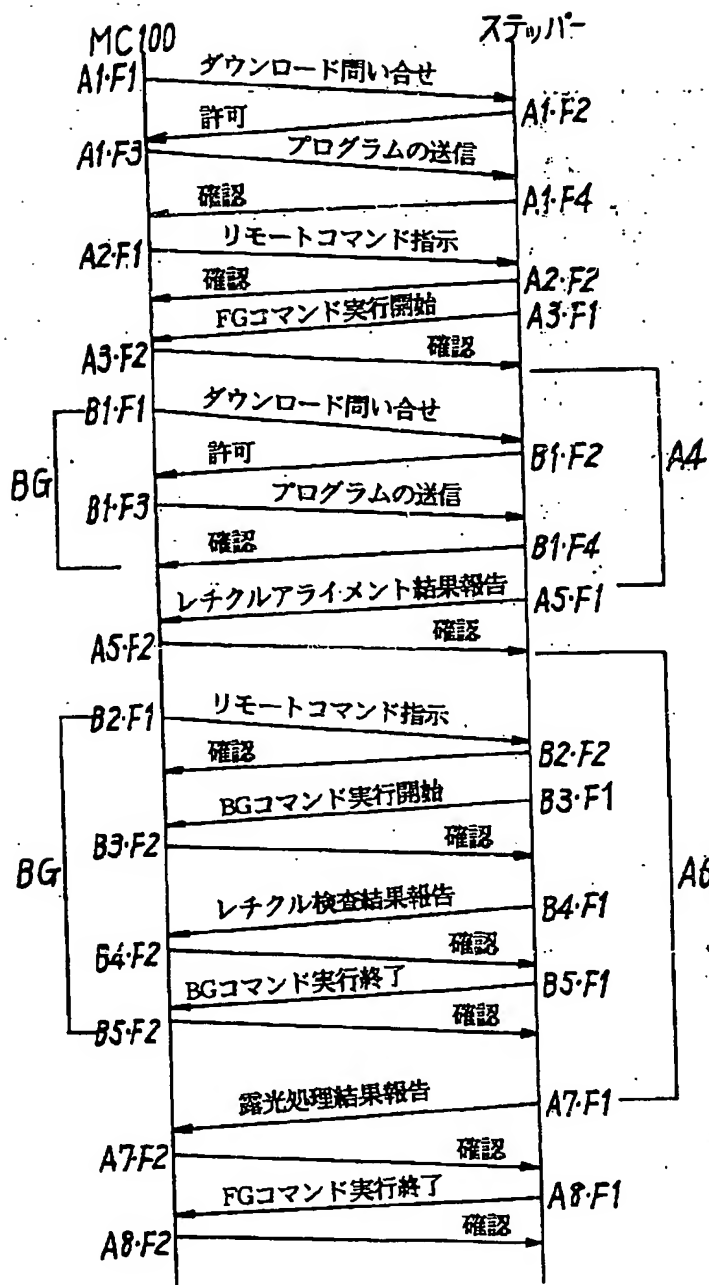 MC100
ステッパー
A1·F1
ダウンロード問い合せ
許可
A1·F2
A1·F3
プログラムの送信
確認
A1·F4
A2·F1
リモートコマンド指示
確認
A2·F2
FGコマンド実行開始
A3·F1
A3·F2
確認
B1·F1
ダウンロード問い合せ
許可
B1·F2
A4
BG
B1·F3
プログラムの送信
確認
B1·F4
レチクルアライメント結果報告
A5·F1
A5·F2
確認
B2·F1
リモートコマンド指示
確認
B2·F2
BGコマンド実行開始
B3·F1
B3·F2
確認
BG
A6
レチクル検査結果報告
B4·F1
B4·F2
確認
BGコマンド実行終了
B5·F1
B5·F2
確認
露光処理結果報告
A7·F1
A7·F2
確認
FGコマンド実行終了
A8·F1
A8·F2
確認